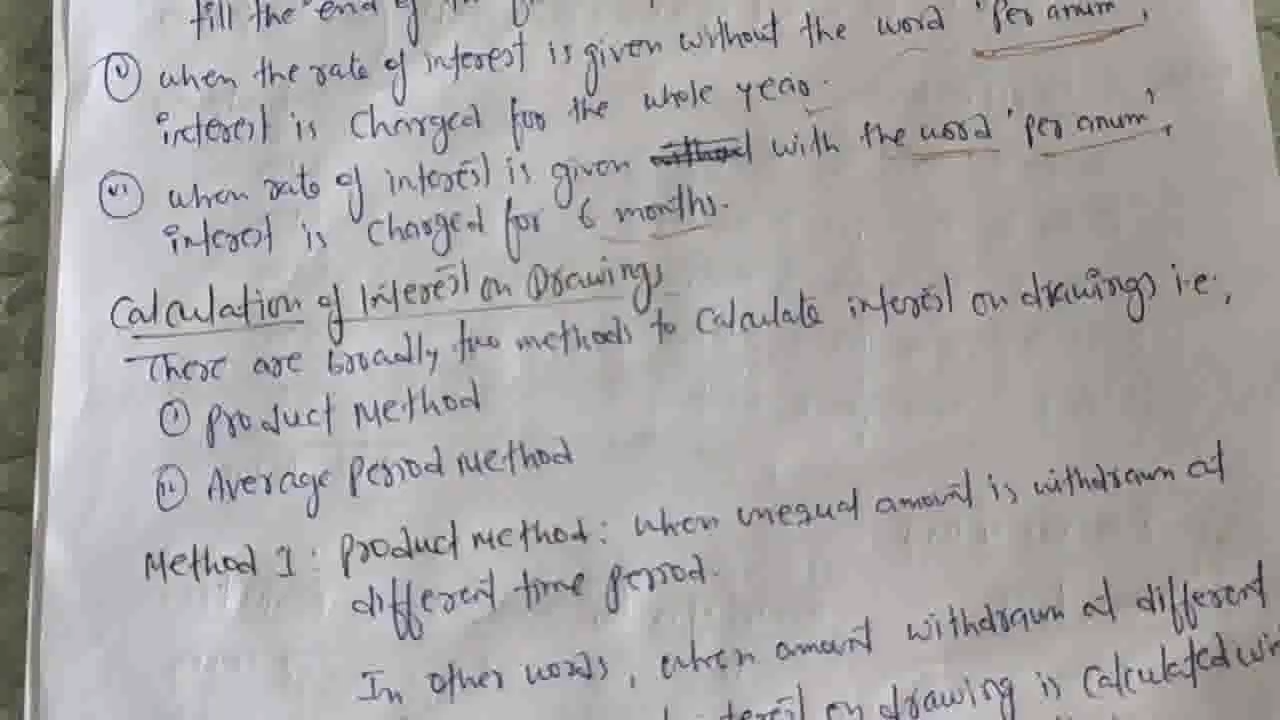 till the end of the
(v) when the rate of interest is given without the word 'per anum',
interest is charged for the whole year.
(vi) when rate of interest is given with the word 'per anum',
interest is charged for 6 months.
Calculation of Interest on Drawings
There are broadly two methods to calculate interest on drawings i.e.,
(i) Product Method
(ii) Average Period Method
Method 1: Product Method: when unequal amount is withdrawn at
different time period.
In other words, when amount withdrawn at different
interest on drawing is calculated